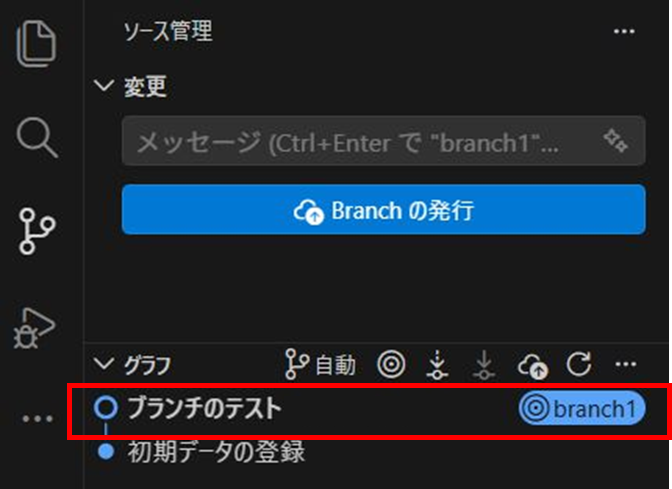 ソース管理
変更
メッセージ (Ctrl+Enter で "branch1"...
Branch の発行
グラフ 自動
ブランチのテスト branch1
初期データの登録